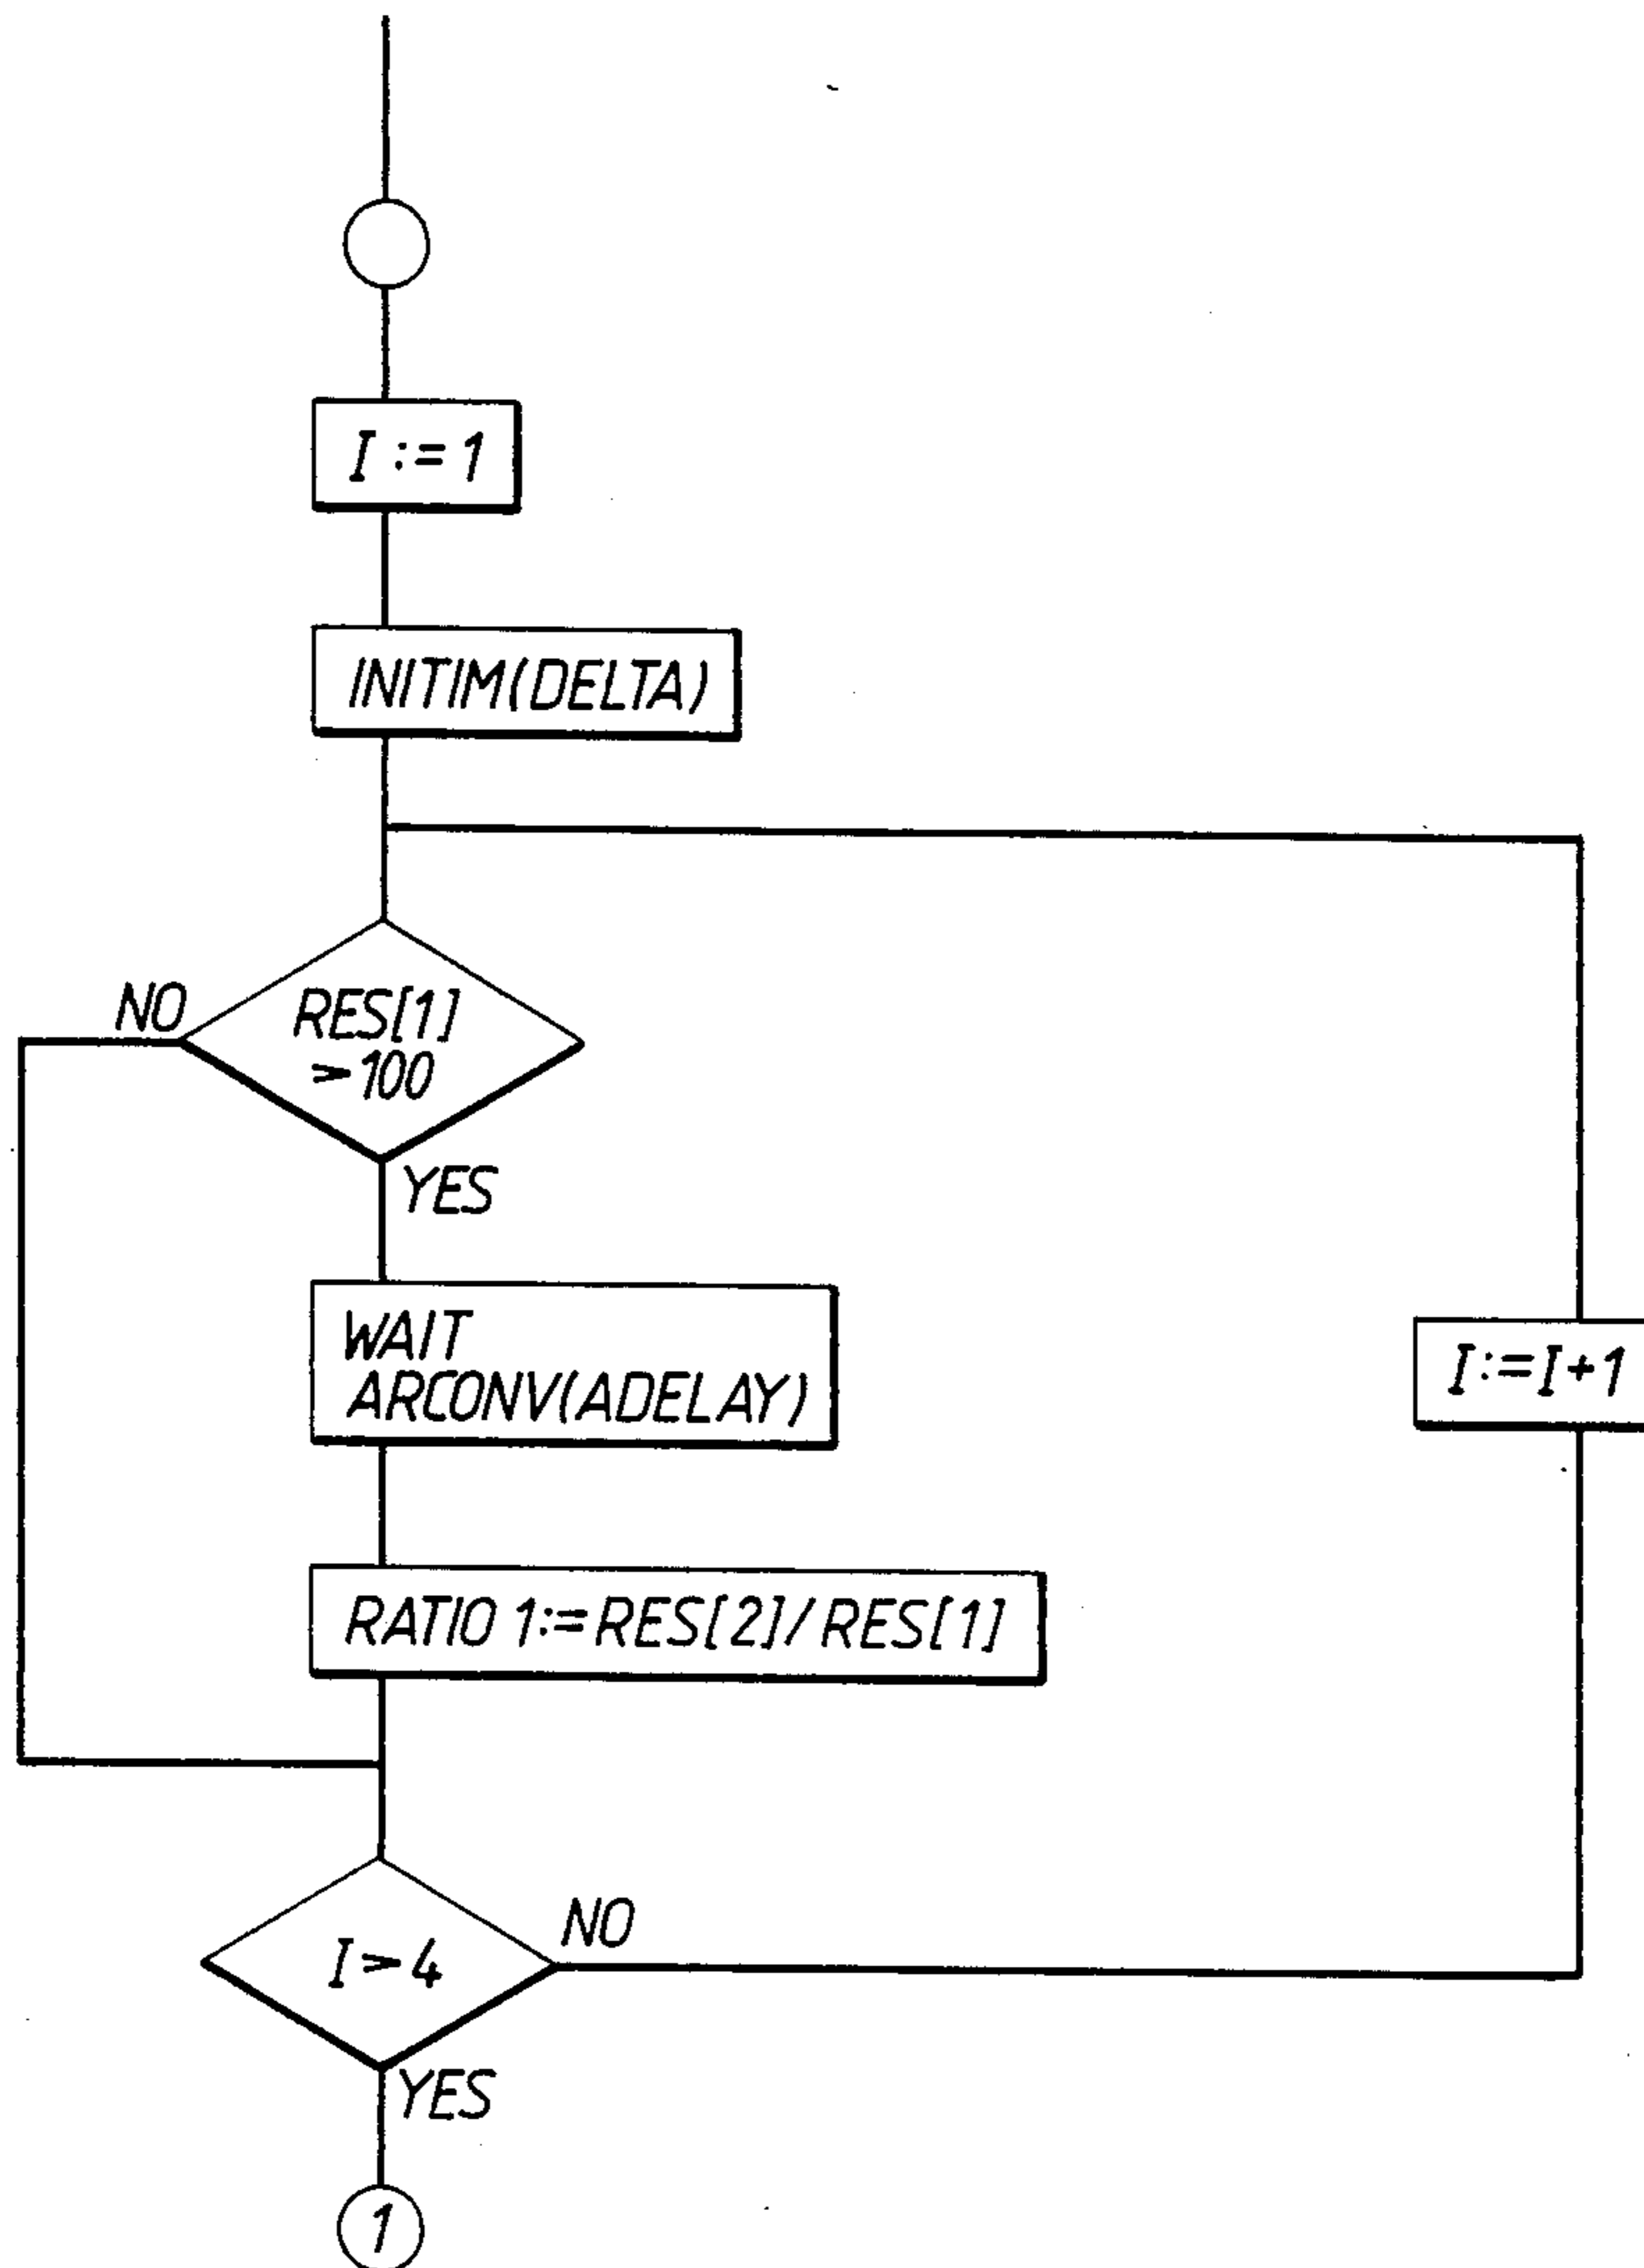 I := 1
INITIM(DELTA)
NO
RES[1]
>100
YES
WAIT
ARCONV(ADELAY)
I:=I+1
RATIO 1:=RES[2]/RES[1]
I>4
NO
YES
1